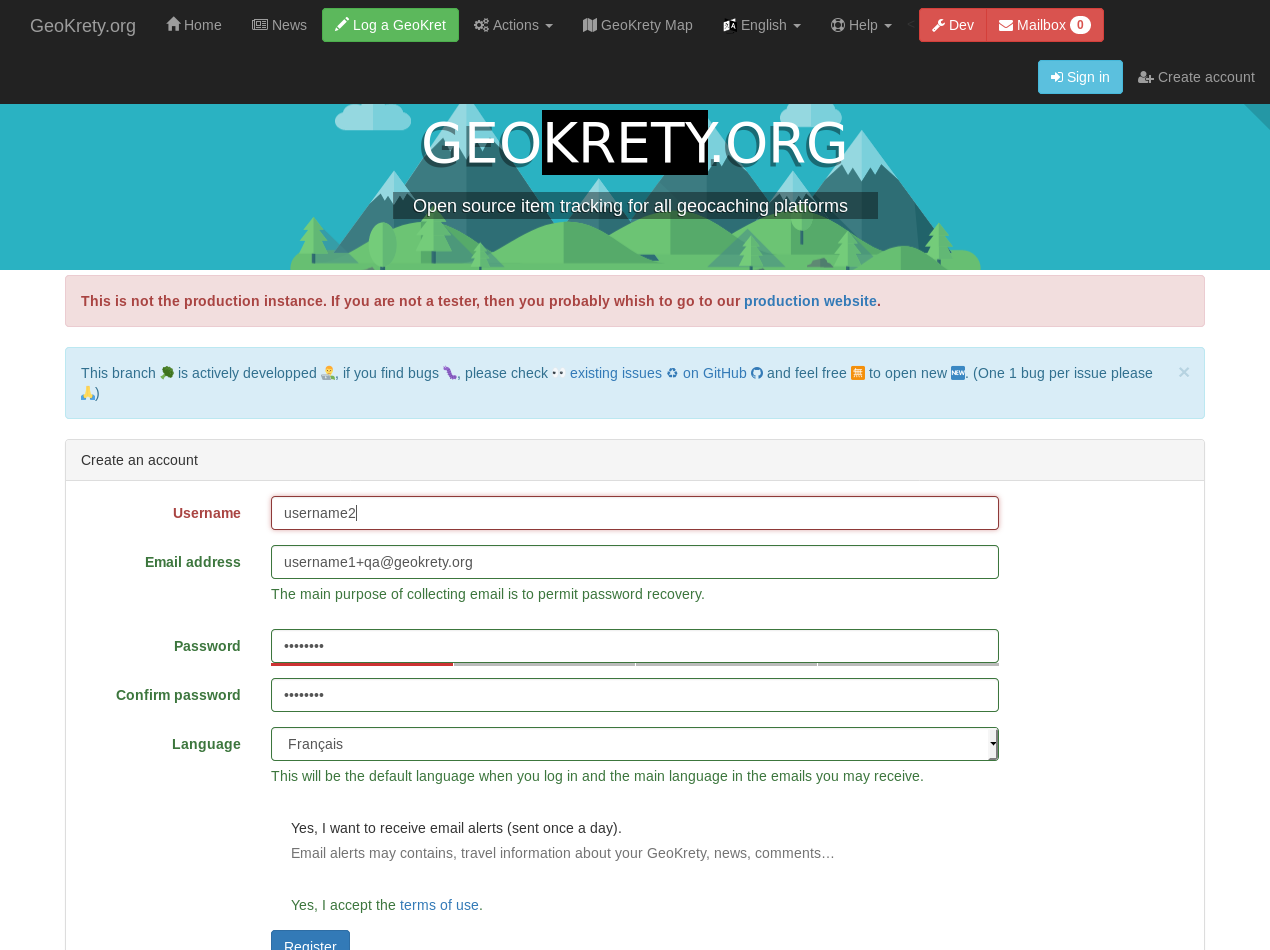 GeoKrety.org Home News Log a GeoKret Actions GeoKrety Map English Help Dev Mailbox 0
Sign in Create account
GEOKRETY.ORG
Open source item tracking for all geocaching platforms
This is not the production instance. If you are not a tester, then you probably whish to go to our production website.
This branch 🌳 is actively developped 👨‍💻, if you find bugs 🐛, please check 👀 existing issues ♻ on GitHub and feel free 🈚 to open new 🆕. (One 1 bug per issue please ×
🙏)
Create an account
Username username2
Email address username1+qa@geokrety.org
The main purpose of collecting email is to permit password recovery.
Password ••••••••
Confirm password ••••••••
Language Français
This will be the default language when you log in and the main language in the emails you may receive.
Yes, I want to receive email alerts (sent once a day).
Email alerts may contains, travel information about your GeoKrety, news, comments…
Yes, I accept the terms of use.
Register